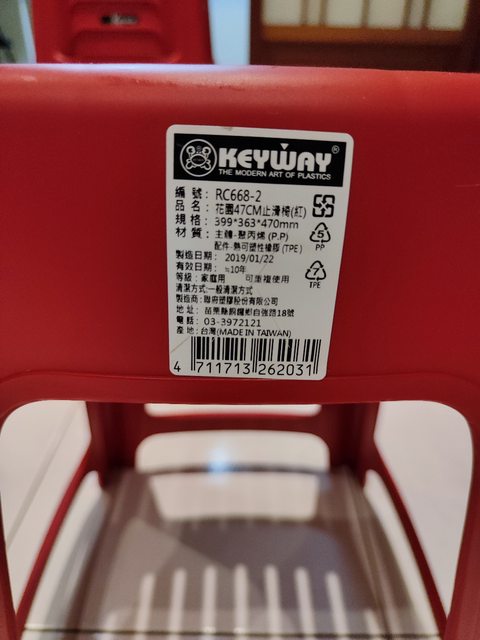 KEYWAY®
THE MODERN ART OF PLASTICS
編 號: RC668-2
品 名: 花園47CM止滑椅(紅)
規 格: 399*363*470mm
材 質: 主體-聚丙烯 (P.P)
配件-熱可塑性橡膠(TPE)
5
PP
7
TPE
製造日期: 2019/01/22
有效日期: ≒10年
等級: 家庭用 可重複使用
清潔方式:一般清潔方式
製造商:聯府塑膠股份有限公司
地址: 苗栗縣銅鑼鄉自強路18號
電話: 03-3972121
產地:台灣(MADE IN TAIWAN)
4 711713 262031